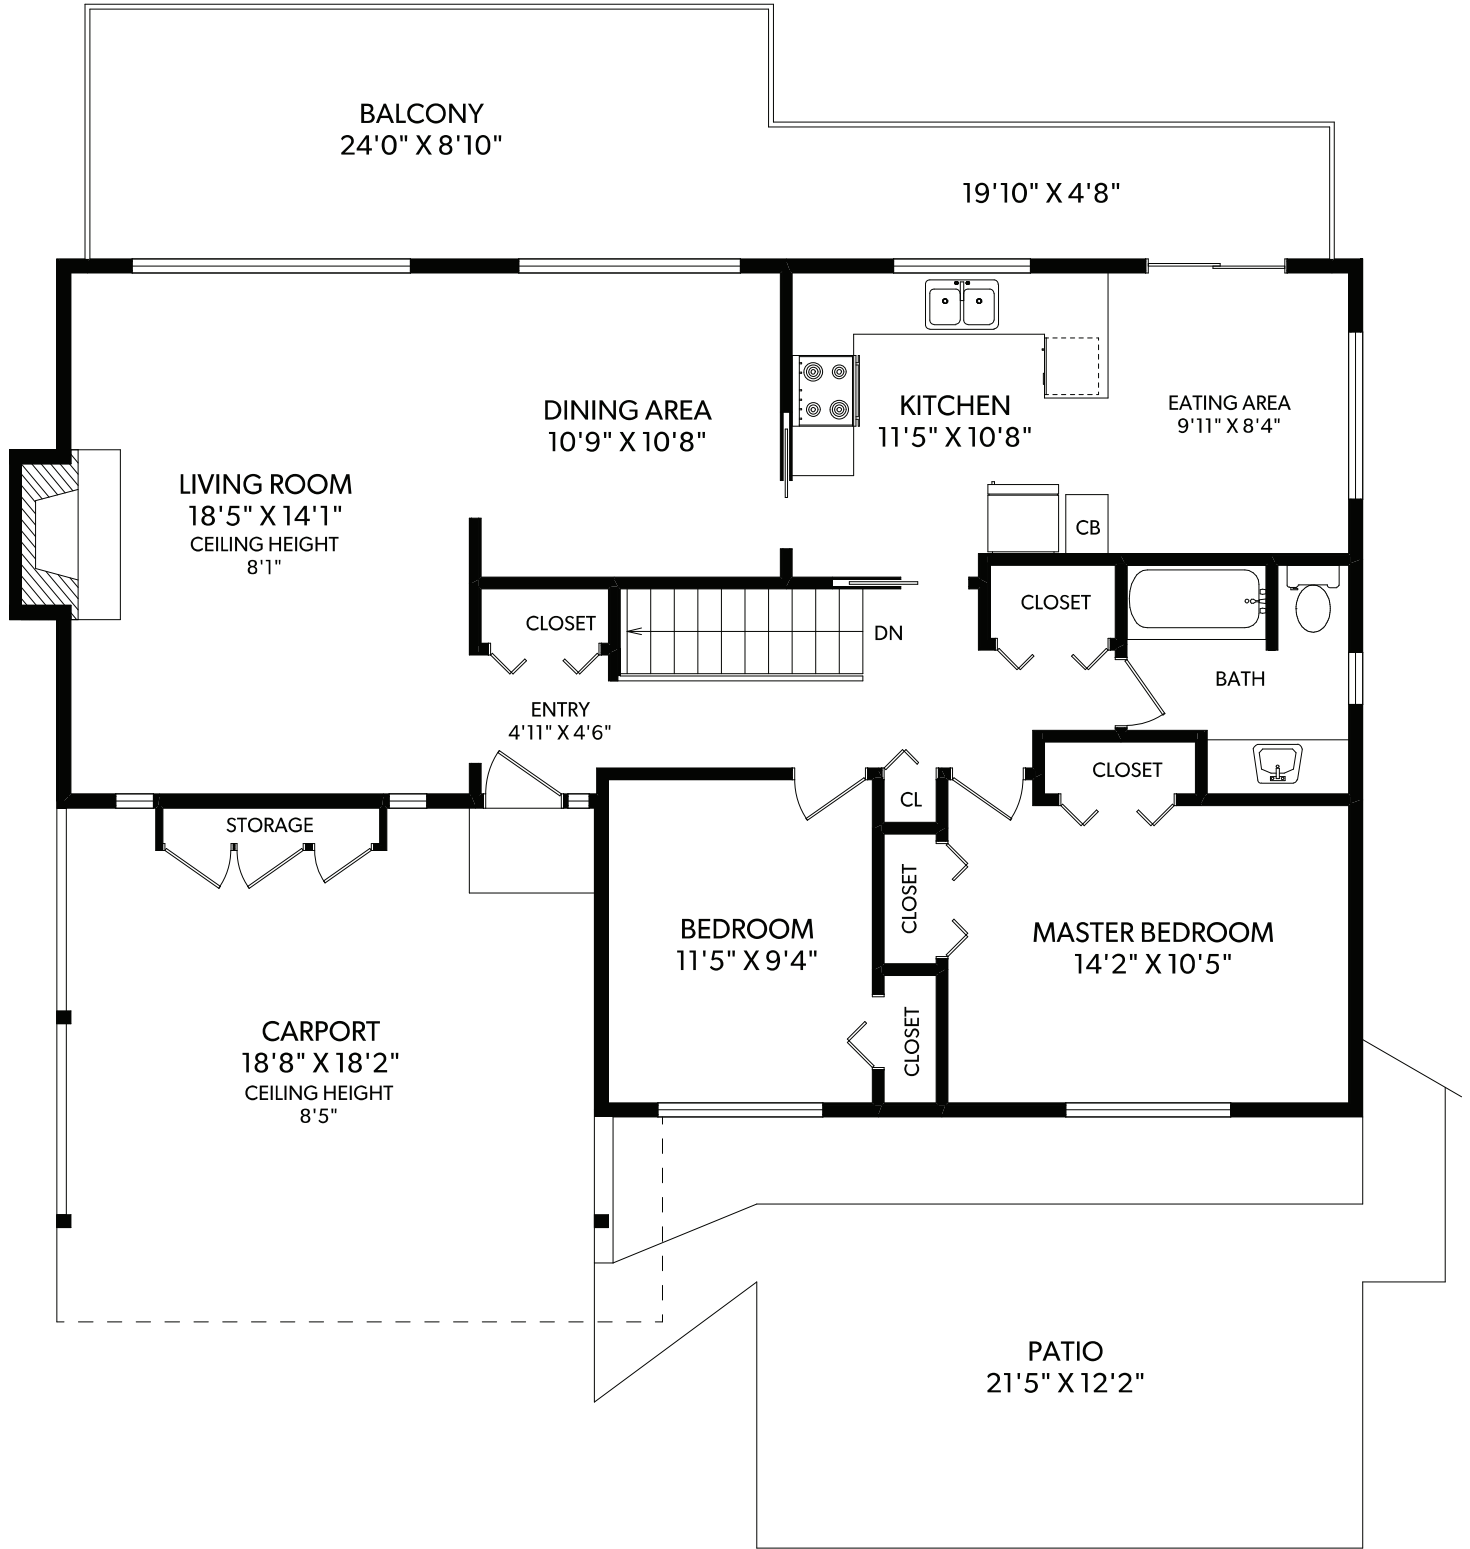 BALCONY
24'0" X 8'10"
19'10" X 4'8"
DINING AREA
10'9" X 10'8"
KITCHEN
11'5" X 10'8"
EATING AREA
9'11" X 8'4"
LIVING ROOM
18'5" X 14'1"
CEILING HEIGHT
8'1"
CB
CLOSET
DN
CLOSET
BATH
ENTRY
4'11" X 4'6"
CLOSET
CL
STORAGE
CLOSET
BEDROOM
11'5" X 9'4"
MASTER BEDROOM
14'2" X 10'5"
CLOSET
CARPORT
18'8" X 18'2"
CEILING HEIGHT
8'5"
PATIO
21'5" X 12'2"